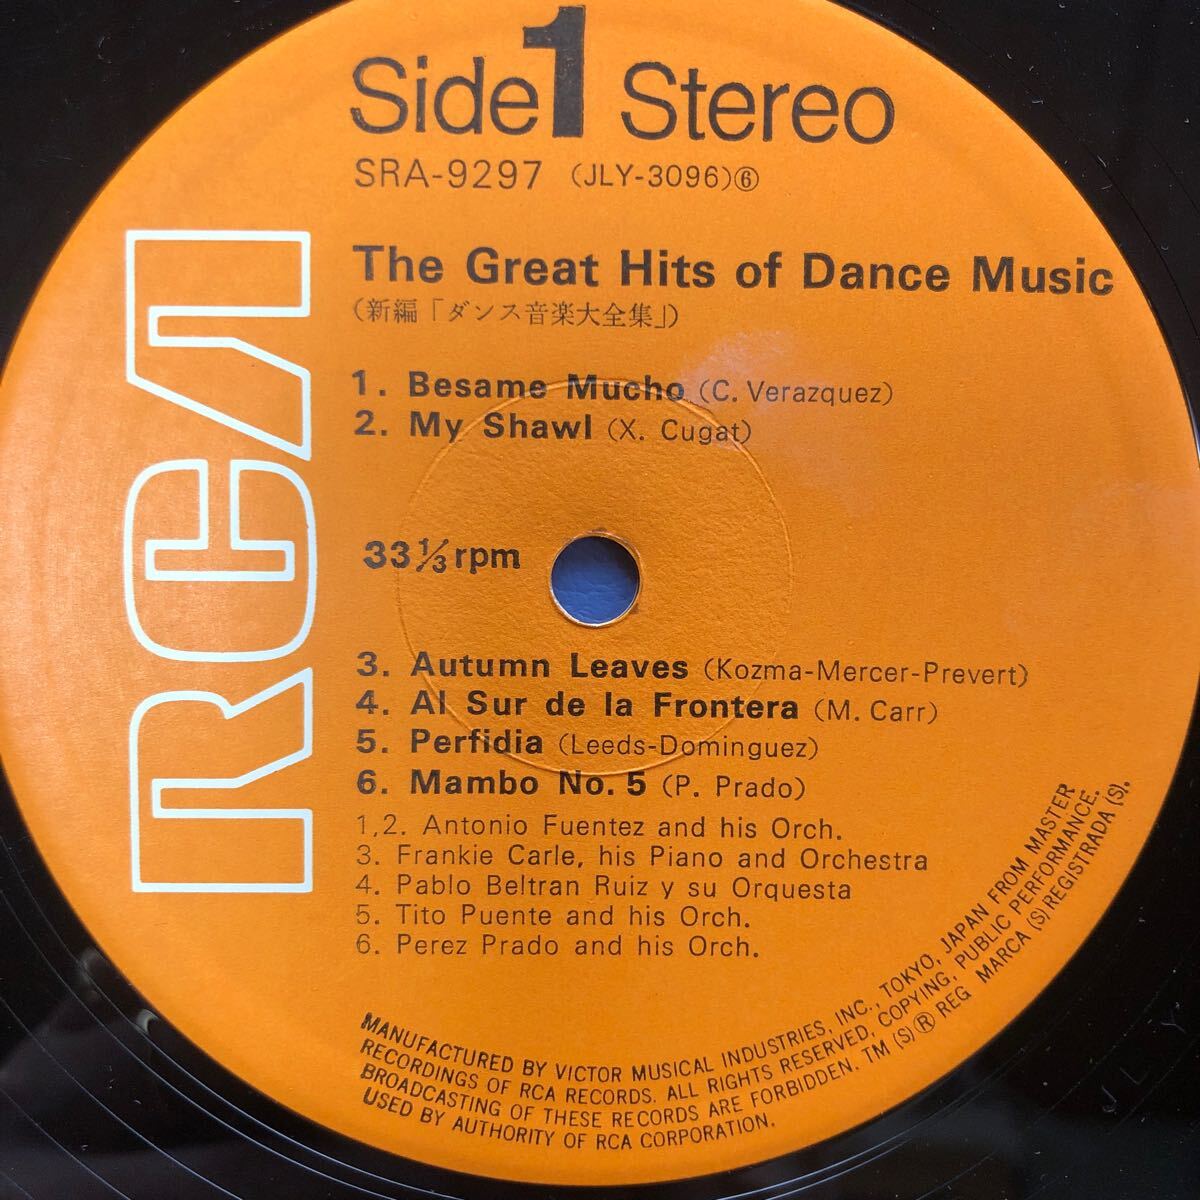 Side 1 Stereo
SRA-9297 (JLY-3096)⑥
RCA
The Great Hits of Dance Music
(新編「ダンス音楽大全集」)
1. Besame Mucho (C. Verazquez)
2. My Shawl (X. Cugat)
33 1/3 rpm
3. Autumn Leaves (Kozma-Mercer-Prevert)
4. Al Sur de la Frontera (M. Carr)
5. Perfidia (Leeds-Dominguez)
6. Mambo No. 5 (P. Prado)
1,2. Antonio Fuentez and his Orch.
3. Frankie Carle, his Piano and Orchestra
4. Pablo Beltran Ruiz y su Orquesta
5. Tito Puente and his Orch.
6. Perez Prado and his Orch.
MANUFACTURED BY VICTOR MUSICAL INDUSTRIES, INC., TOKYO, JAPAN FROM MASTER
RECORDINGS OF RCA RECORDS. ALL RIGHTS RESERVED, COPYING, PUBLIC PERFORMANCE.
BROADCASTING OF THESE RECORDS ARE FORBIDDEN. TM (S) ® REG MARCA (S) REGISTRADA (S).
USED BY AUTHORITY OF RCA CORPORATION.